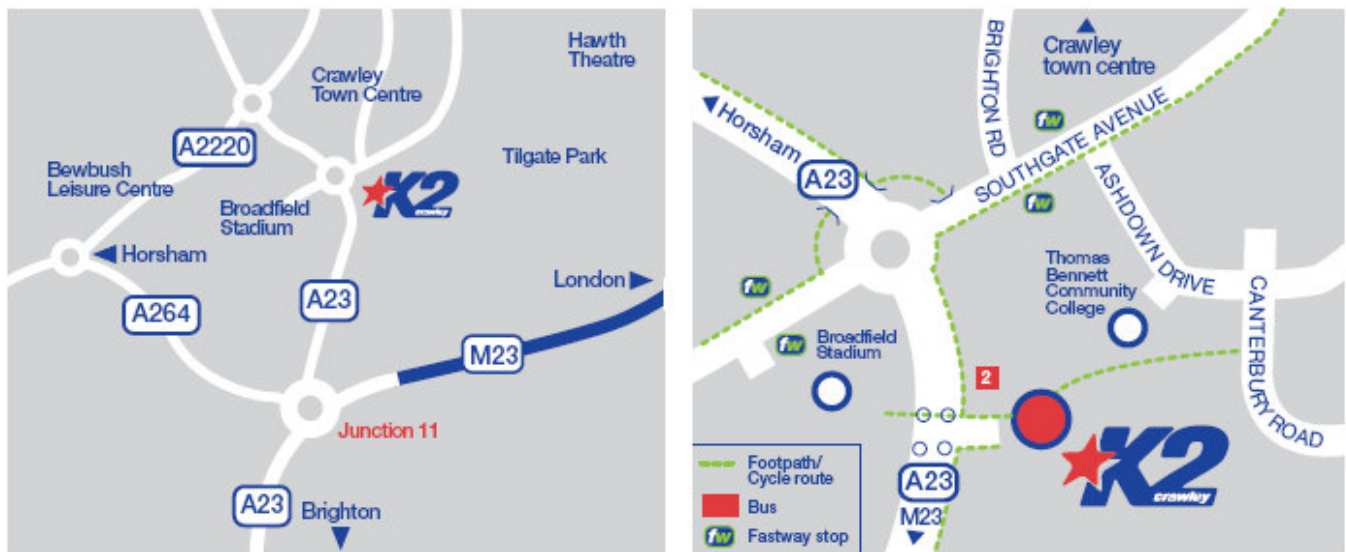 Hawth
Theatre
Crawley
Town Centre
A2220
Tilgate Park
Bewbush
Leisure Centre
K2
crawley
Broadfield
Stadium
Horsham
London
A23
A264
M23
Junction 11
A23
Brighton
BRIGHTON RD
Crawley
town centre
Horsham
fw
SOUTHGATE AVENUE
A23
ASHDOWN DRIVE
fw
Thomas
Bennett
Community
College
fw
CANTERBURY ROAD
fw
Broadfield
Stadium
2
K2
crawley
A23
M23
Footpath/
Cycle route
Bus
fw
Fastway stop